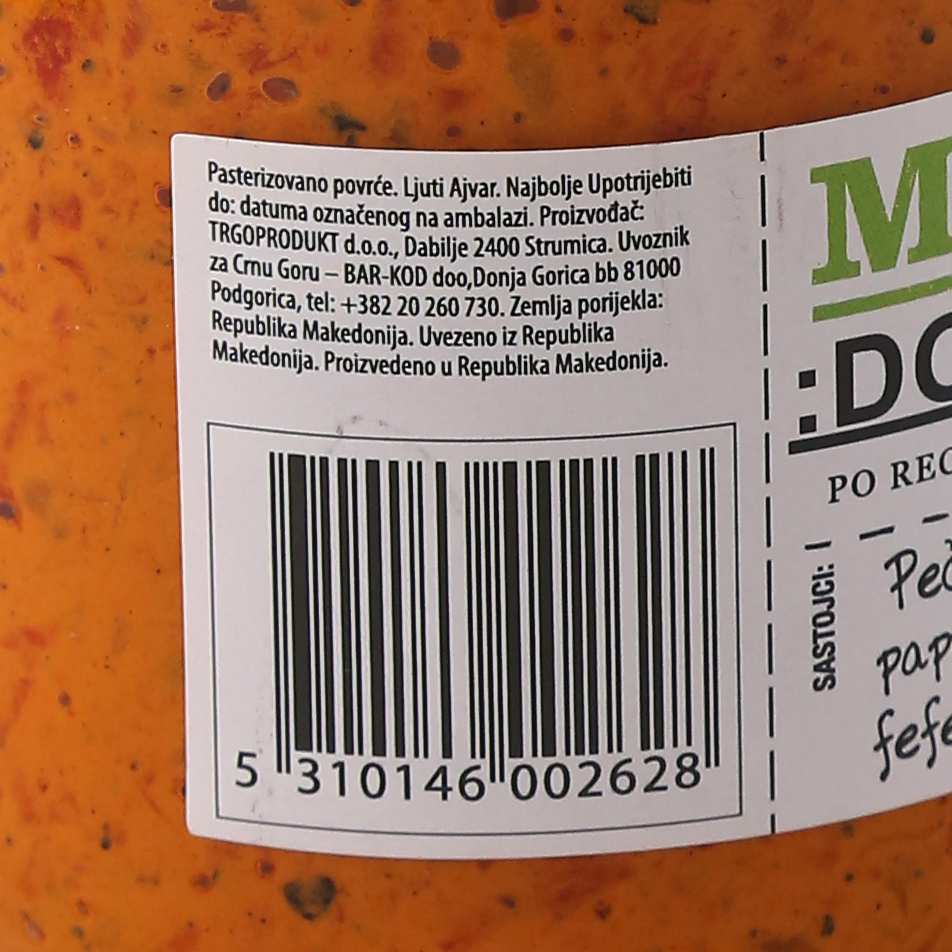 Pasterizovano povrće. Ljuti Ajvar. Najbolje Upotrijebiti
do: datuma označenog na ambalazi. Proizvođač:
TRGOPRODUKT d.o.o., Dabilje 2400 Strumica. Uvoznik
za Crnu Goru – BAR-KOD doo,Donja Gorica bb 81000
Podgorica, tel: +382 20 260 730. Zemlja porijekla:
Republika Makedonija. Uvezeno iz Republika
Makedonija. Proizvedeno u Republika Makedonija.
5 310146 002628
PO
SASTOJCI: